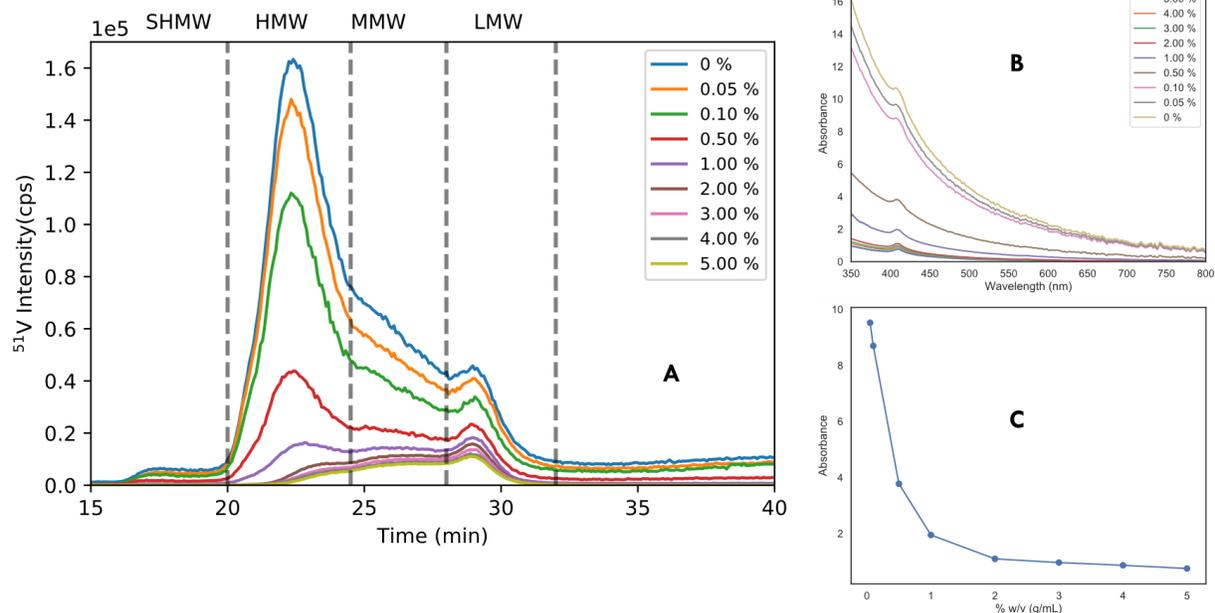 SHMW HMW MMW LMW
1e5
1.6
1.4
1.2
1.0
0.8
0.6
0.4
0.2
0.0
⁵¹V Intensity(cps)
15 20 25 30 35 40
Time (min)
0 %
0.05 %
0.10 %
0.50 %
1.00 %
2.00 %
3.00 %
4.00 %
5.00 %
A
16
14
12
10
8
6
4
2
0
Absorbance
350 400 450 500 550 600 650 700 750 800
Wavelength (nm)
4.00 %
3.00 %
2.00 %
1.00 %
0.50 %
0.10 %
0.05 %
0 %
B
10
8
6
4
2
Absorbance
0 1 2 3 4 5
% w/v (g/mL)
C